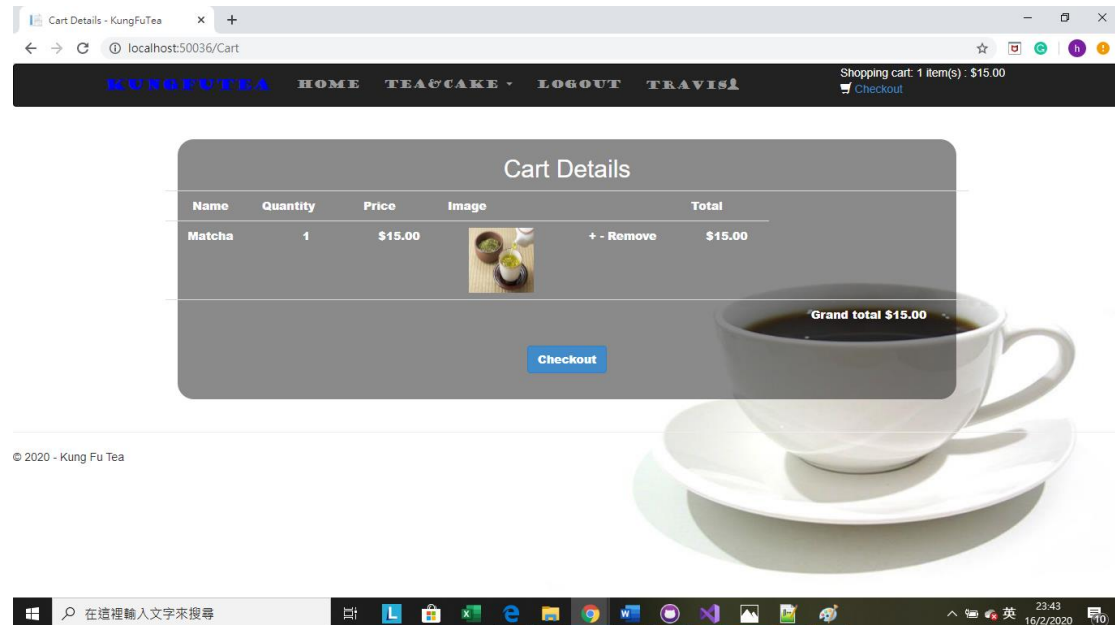 Cart Details - KungFuTea
localhost:50036/Cart
h
KUNGFUTEA HOME TEA&CAKE LOGOUT TRAVIS
Shopping cart: 1 item(s) : $15.00
Checkout
Cart Details
Name Quantity Price Image Total
Matcha 1 $15.00 + - Remove $15.00
Grand total $15.00
Checkout
© 2020 - Kung Fu Tea
在這裡輸入文字來搜尋
英
23:43
16/2/2020
10